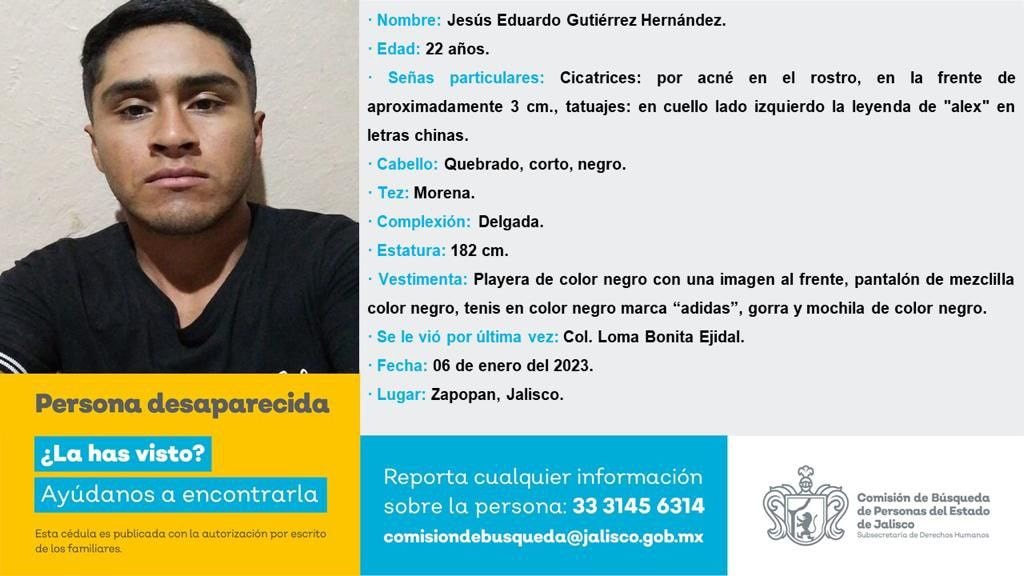 · Nombre: Jesús Eduardo Gutiérrez Hernández.
· Edad: 22 años.
· Señas particulares: Cicatrices: por acné en el rostro, en la frente de
aproximadamente 3 cm., tatuajes: en cuello lado izquierdo la leyenda de "alex" en
letras chinas.
· Cabello: Quebrado, corto, negro.
· Tez: Morena.
· Complexión: Delgada.
· Estatura: 182 cm.
· Vestimenta: Playera de color negro con una imagen al frente, pantalón de mezclilla
color negro, tenis en color negro marca “adidas”, gorra y mochila de color negro.
· Se le vió por última vez: Col. Loma Bonita Ejidal.
· Fecha: 06 de enero del 2023.
· Lugar: Zapopan, Jalisco.
Persona desaparecida
¿La has visto?
Ayúdanos a encontrarla
Esta cédula es publicada con la autorización por escrito
de los familiares.
Reporta cualquier información
sobre la persona: 33 3145 6314
comisiondebusqueda@jalisco.gob.mx
Comisión de Búsqueda
de Personas del Estado
de Jalisco
Subsecretaría de Derechos Humanos